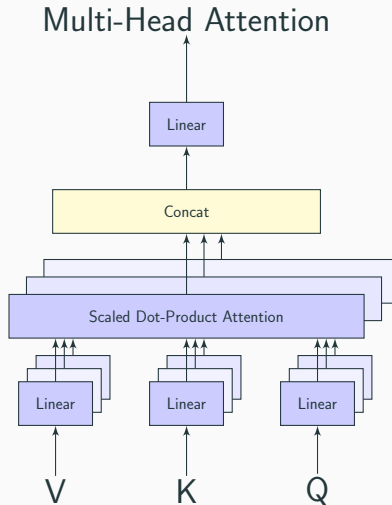 Multi-Head Attention
Linear
Concat
Scaled Dot-Product Attention
Linear Linear Linear
V K Q